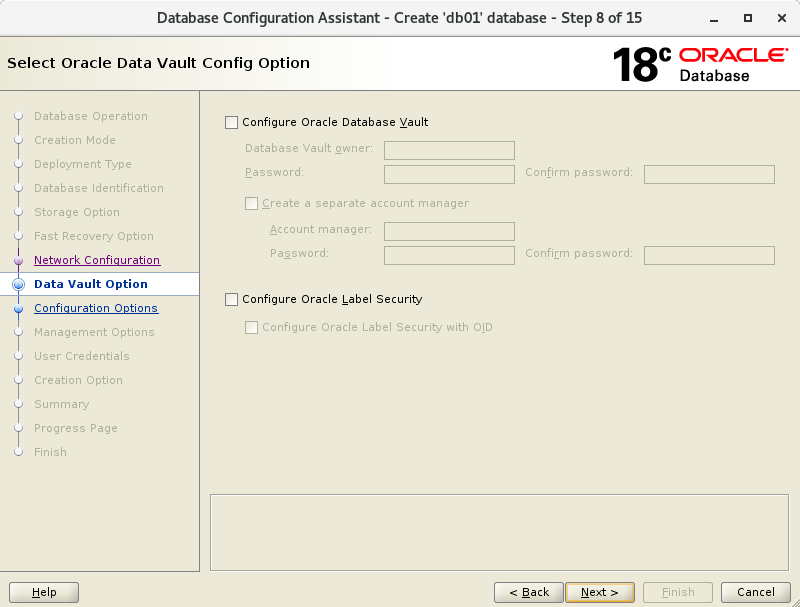 Database Configuration Assistant - Create 'db01' database - Step 8 of 15
Select Oracle Data Vault Config Option
18c ORACLE Database
Database Operation
Creation Mode
Deployment Type
Database Identification
Storage Option
Fast Recovery Option
Network Configuration
Data Vault Option
Configuration Options
Management Options
User Credentials
Creation Option
Summary
Progress Page
Finish
Configure Oracle Database Vault
Database Vault owner:
Password: Confirm password:
Create a separate account manager
Account manager:
Password: Confirm password:
Configure Oracle Label Security
Configure Oracle Label Security with OID
Help < Back Next > Finish Cancel